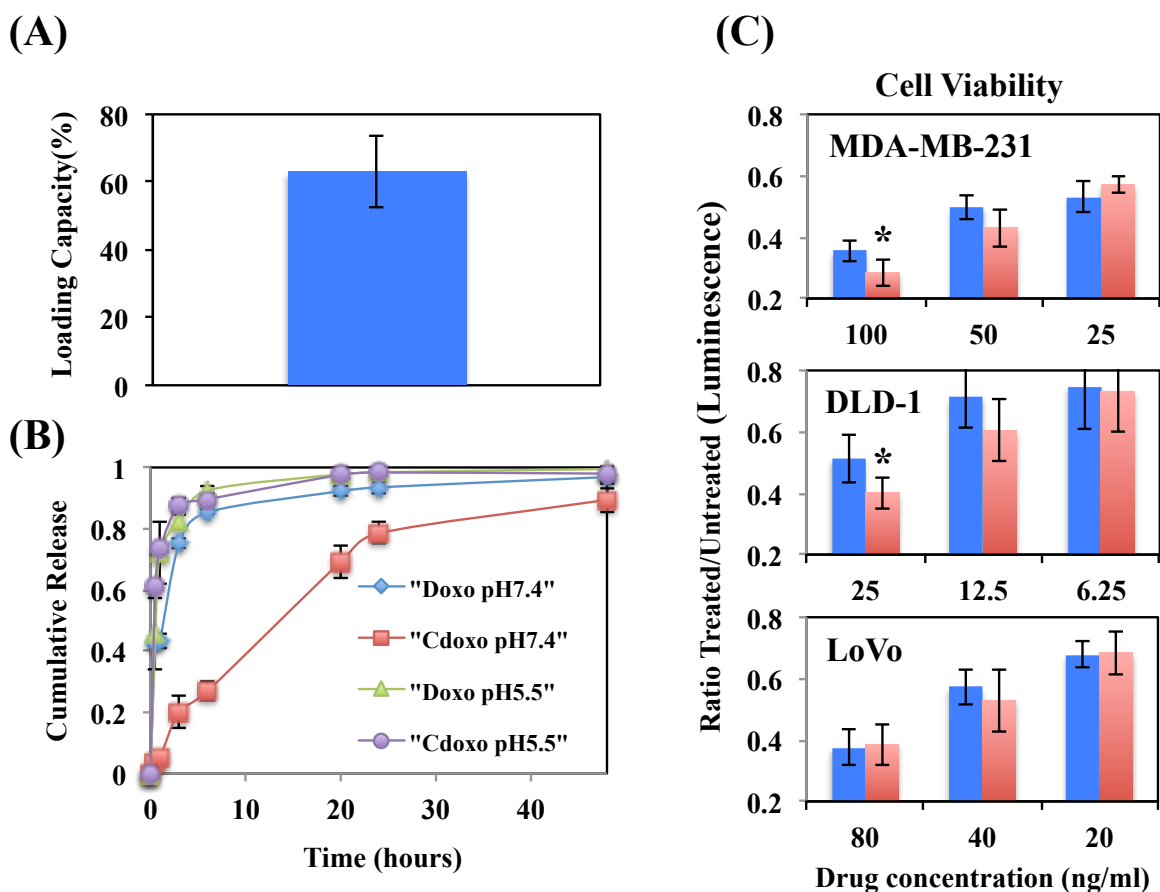 (A)
Loading Capacity(%)
80
60
40
20
0
(B)
Cumulative Release
1
0.8
0.6
0.4
0.2
0
"Doxo pH7.4"
"Cdoxo pH7.4"
"Doxo pH5.5"
"Cdoxo pH5.5"
0
10
20
30
40
Time (hours)
(C)
Cell Viability
Ratio Treated/Untreated (Luminescence)
0.8
0.6
0.4
0.2
MDA-MB-231
*
100
50
25
0.8
0.6
0.4
0.2
DLD-1
*
25
12.5
6.25
0.8
0.6
0.4
0.2
LoVo
80
40
20
Drug concentration (ng/ml)